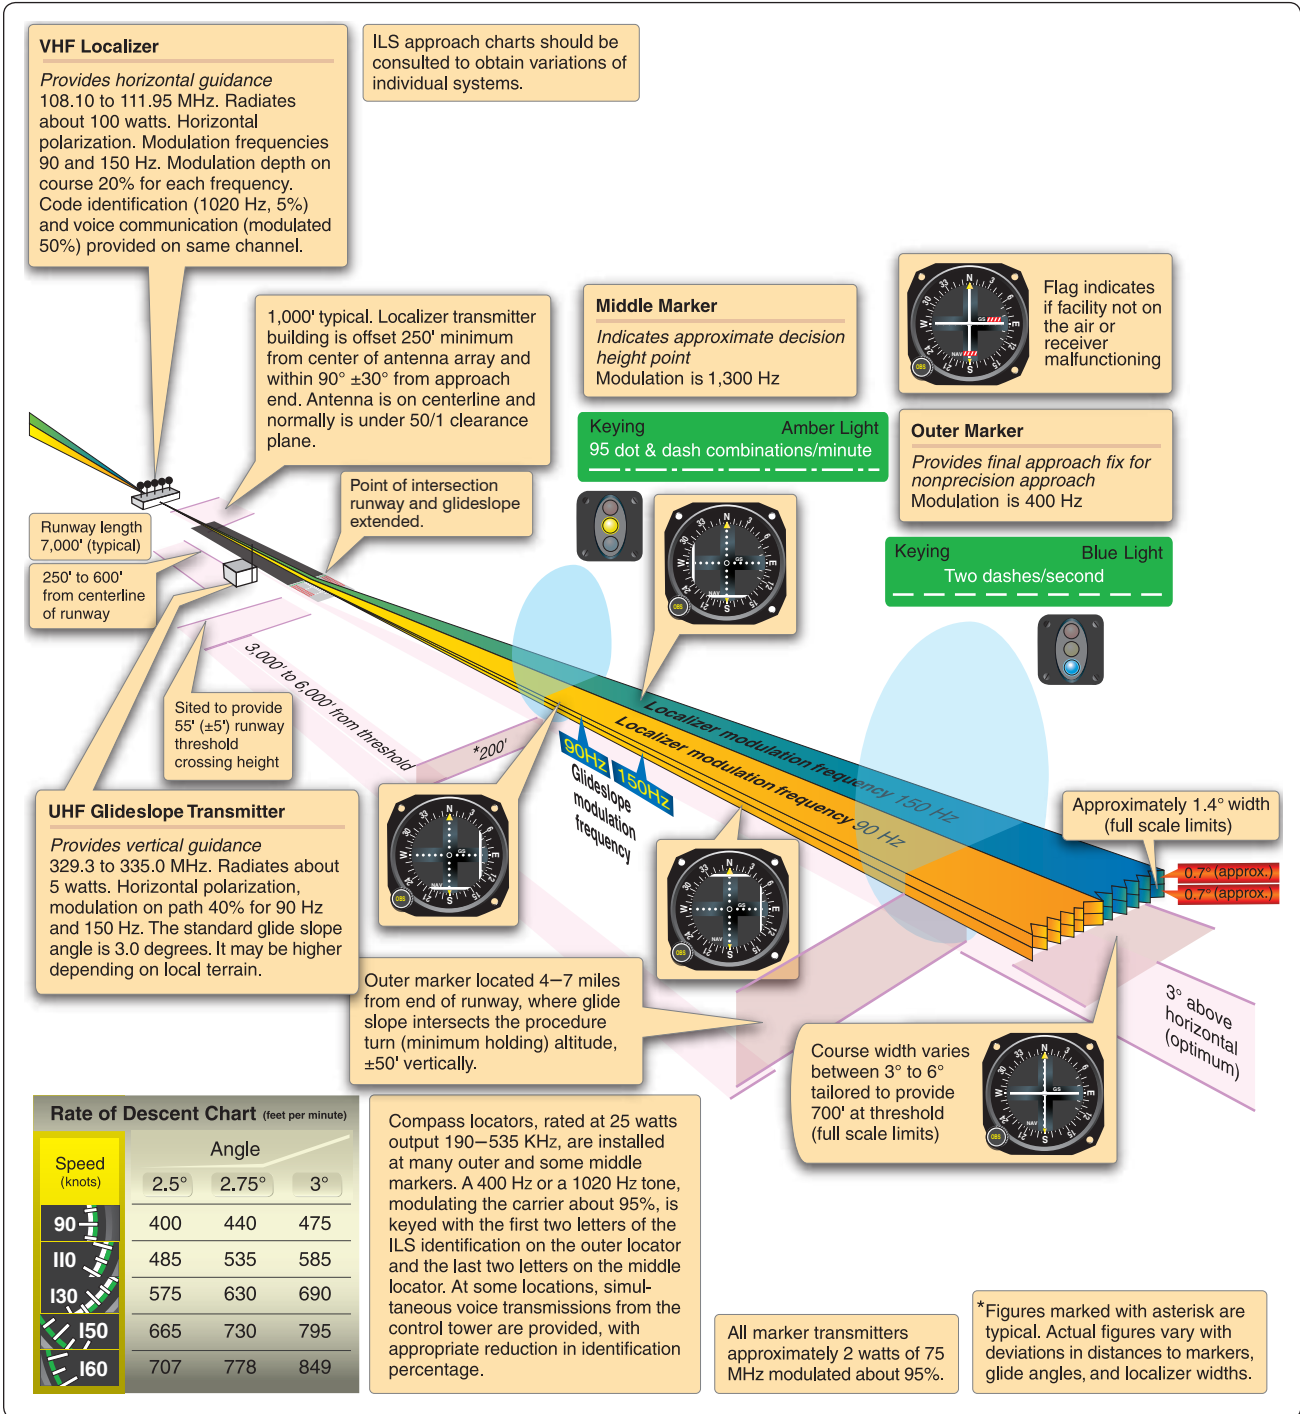 VHF Localizer
Provides horizontal guidance
108.10 to 111.95 MHz. Radiates
about 100 watts. Horizontal
polarization. Modulation frequencies
90 and 150 Hz. Modulation depth on
course 20% for each frequency.
Code identification (1020 Hz, 5%)
and voice communication (modulated
50%) provided on same channel.
ILS approach charts should be
consulted to obtain variations of
individual systems.
1,000' typical. Localizer transmitter
building is offset 250' minimum
from center of antenna array and
within 90° ±30° from approach
end. Antenna is on centerline and
normally is under 50/1 clearance
plane.
Middle Marker
Indicates approximate decision
height point
Modulation is 1,300 Hz
Keying Amber Light
95 dot & dash combinations/minute
Flag indicates
if facility not on
the air or
receiver
malfunctioning
Outer Marker
Provides final approach fix for
nonprecision approach
Modulation is 400 Hz
Keying Blue Light
Two dashes/second
Point of intersection
runway and glideslope
extended.
Runway length
7,000' (typical)
250' to 600'
from centerline
of runway
Sited to provide
55' (±5') runway
threshold
crossing height
3,000' to 6,000' from threshold
*200'
Localizer modulation frequency 150 Hz
Localizer modulation frequency 90 Hz
90Hz 150Hz
Glideslope
modulation
frequency
UHF Glideslope Transmitter
Provides vertical guidance
329.3 to 335.0 MHz. Radiates about
5 watts. Horizontal polarization,
modulation on path 40% for 90 Hz
and 150 Hz. The standard glide slope
angle is 3.0 degrees. It may be higher
depending on local terrain.
Approximately 1.4° width
(full scale limits)
0.7° (approx.)
0.7° (approx.)
Outer marker located 4–7 miles
from end of runway, where glide
slope intersects the procedure
turn (minimum holding) altitude,
±50' vertically.
3° above
horizontal
(optimum)
Course width varies
between 3° to 6°
tailored to provide
700' at threshold
(full scale limits)
Rate of Descent Chart (feet per minute)
Speed
(knots)
Angle
2.5° 2.75° 3°
90 400 440 475
110 485 535 585
130 575 630 690
150 665 730 795
160 707 778 849
Compass locators, rated at 25 watts
output 190–535 KHz, are installed
at many outer and some middle
markers. A 400 Hz or a 1020 Hz tone,
modulating the carrier about 95%, is
keyed with the first two letters of the
ILS identification on the outer locator
and the last two letters on the middle
locator. At some locations, simul-
taneous voice transmissions from the
control tower are provided, with
appropriate reduction in identification
percentage.
All marker transmitters
approximately 2 watts of 75
MHz modulated about 95%.
*Figures marked with asterisk are
typical. Actual figures vary with
deviations in distances to markers,
glide angles, and localizer widths.